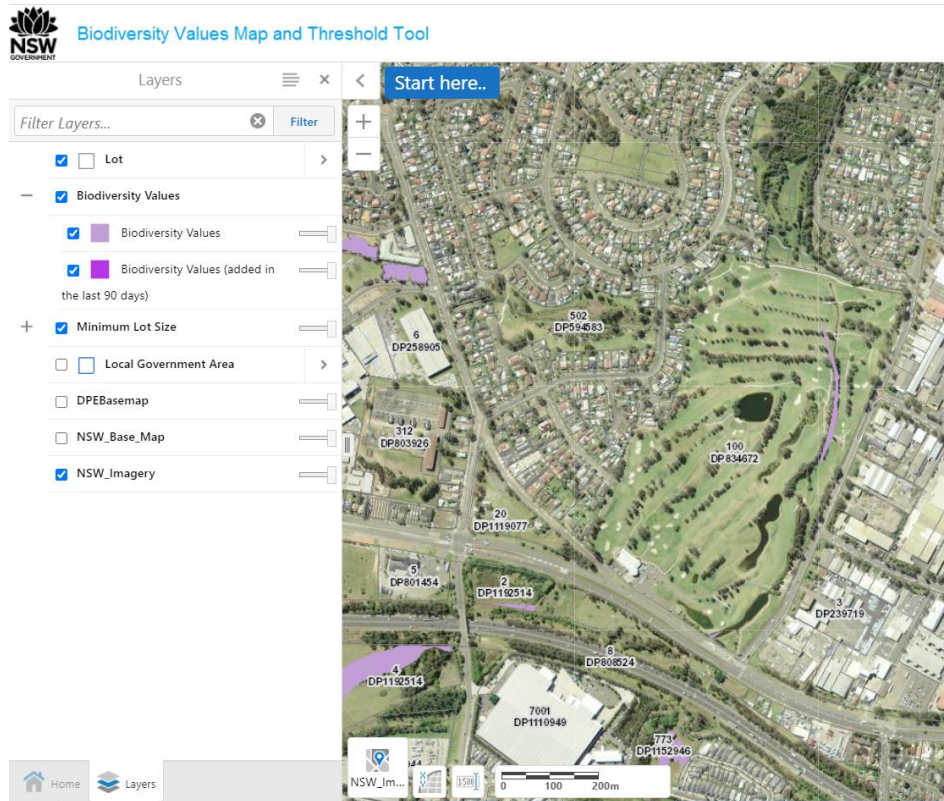 NSW
GOVERNMENT
Biodiversity Values Map and Threshold Tool
Layers
Start here..
Filter Layers...
Filter
Lot
Biodiversity Values
Biodiversity Values
Biodiversity Values (added in
the last 90 days)
Minimum Lot Size
Local Government Area
DPEBasemap
NSW_Base_Map
NSW_Imagery
502
DP594583
6
DP258905
312
DP803926
100
DP834672
20
DP1119077
5
DP801454
2
DP1192514
3
DP239719
8
DP808524
4
DP1192514
7001
DP1110949
773
DP1152946
Home
Layers
NSW_Im...
0 100 200m